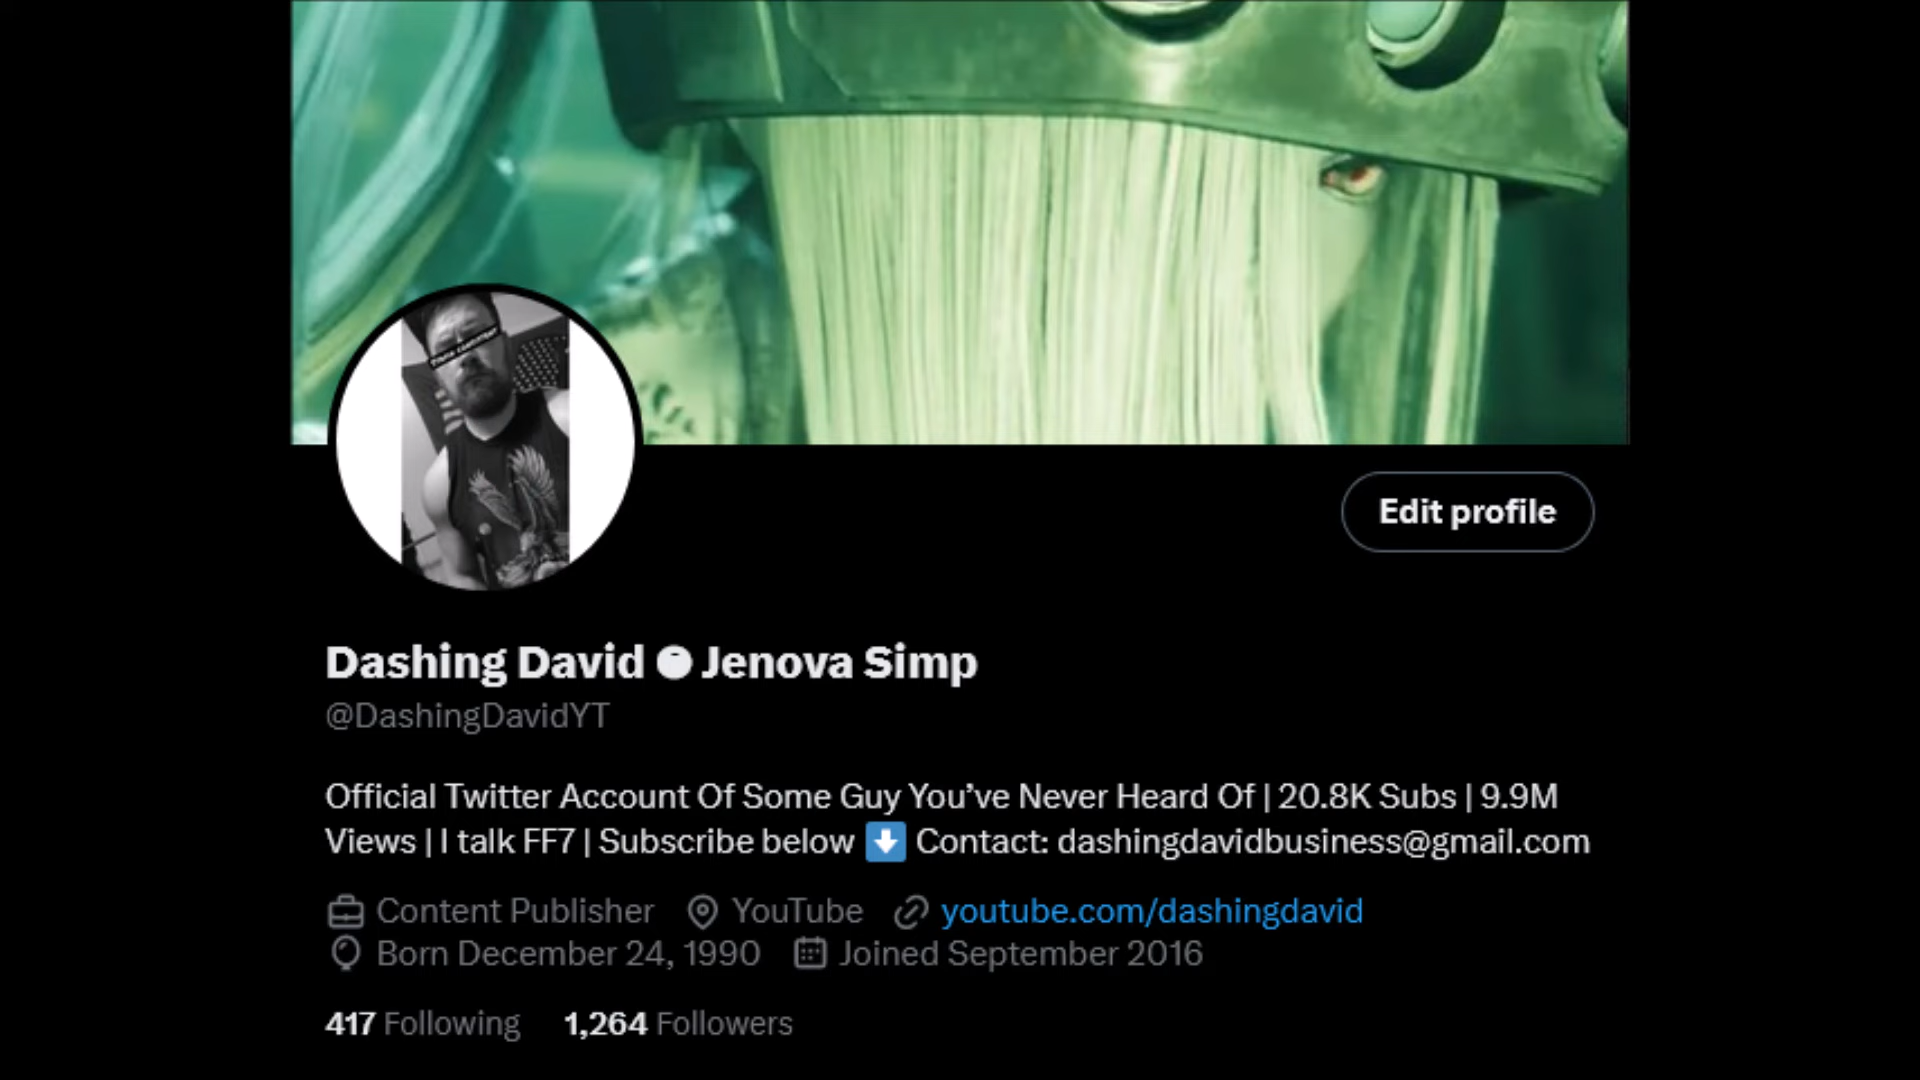 Edit profile
Dashing David Jenova Simp
@DashingDavidYT
Official Twitter Account Of Some Guy You’ve Never Heard Of | 20.8K Subs | 9.9M
Views | I talk FF7 | Subscribe below ⬇️ Contact: dashingdavidbusiness@gmail.com
Content Publisher YouTube youtube.com/dashingdavid
Born December 24, 1990 Joined September 2016
417 Following 1,264 Followers